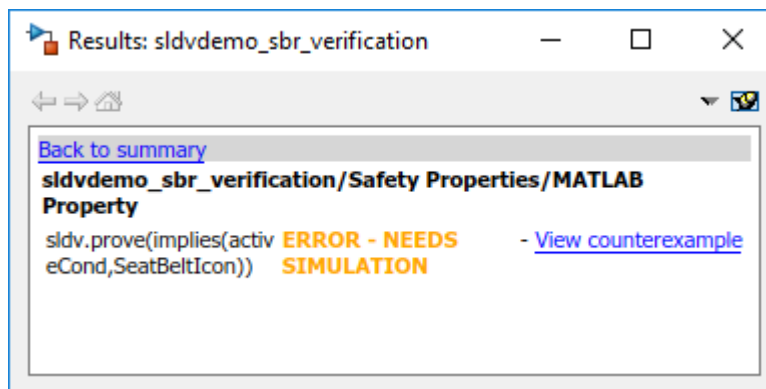 Results: sldvdemo_sbr_verification
Back to summary
sldvdemo_sbr_verification/Safety Properties/MATLAB
Property
sldv.prove(implies(activ ERROR - NEEDS - View counterexample
eCond,SeatBeltIcon)) SIMULATION